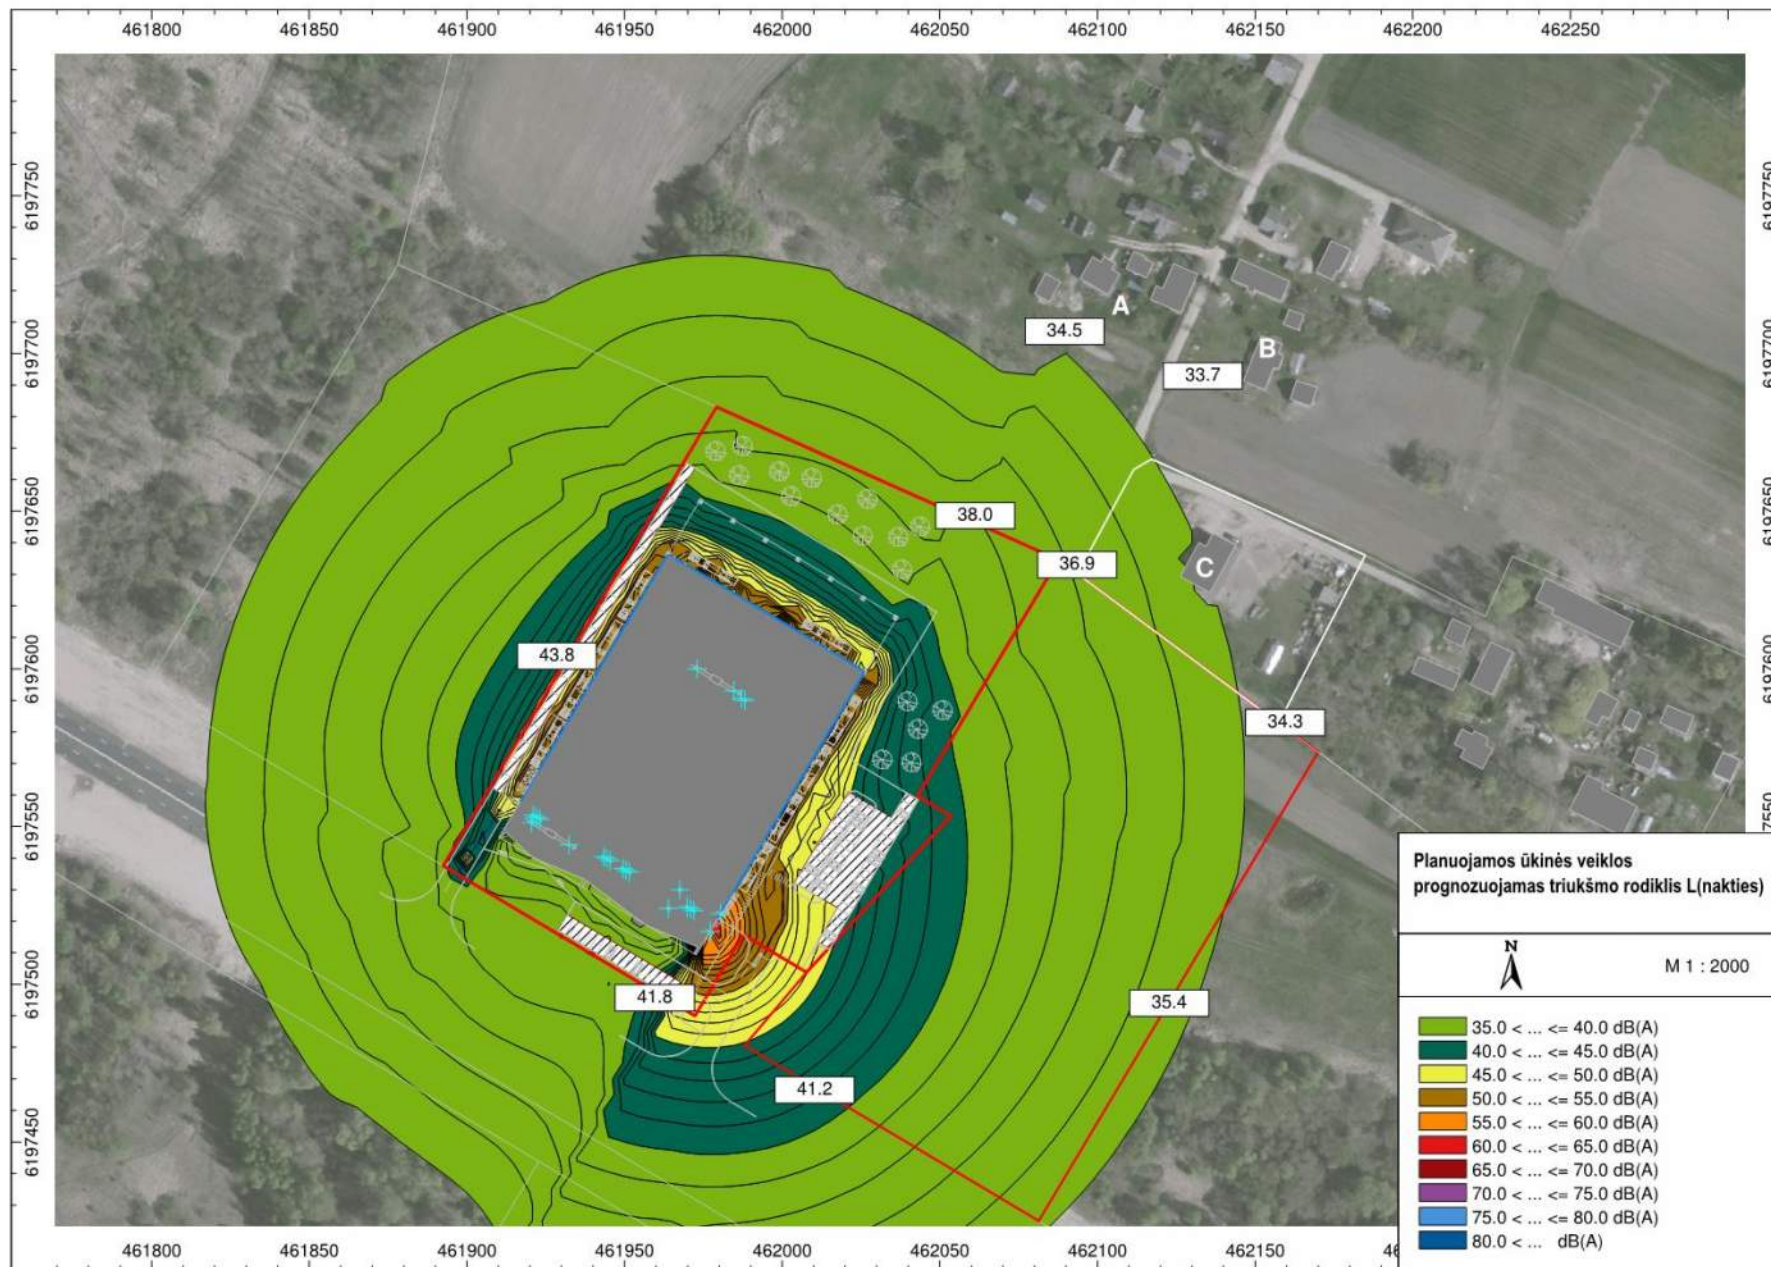 461800 461850 461900 461950 462000 462050 462100 462150 462200 462250
6197750 6197750
6197700 6197700
6197650 6197650
6197600 6197600
6197550 6197550
6197500
6197450
A
34.5
B
33.7
38.0
36.9
C
43.8
34.3
41.8
35.4
41.2
Planuojamos ūkinės veiklos
prognozuojamas triukšmo rodiklis L(nakties)
N
M 1 : 2000
35.0 < ... <= 40.0 dB(A)
40.0 < ... <= 45.0 dB(A)
45.0 < ... <= 50.0 dB(A)
50.0 < ... <= 55.0 dB(A)
55.0 < ... <= 60.0 dB(A)
60.0 < ... <= 65.0 dB(A)
65.0 < ... <= 70.0 dB(A)
70.0 < ... <= 75.0 dB(A)
75.0 < ... <= 80.0 dB(A)
80.0 < ... dB(A)
461800 461850 461900 461950 462000 462050 462100 462150